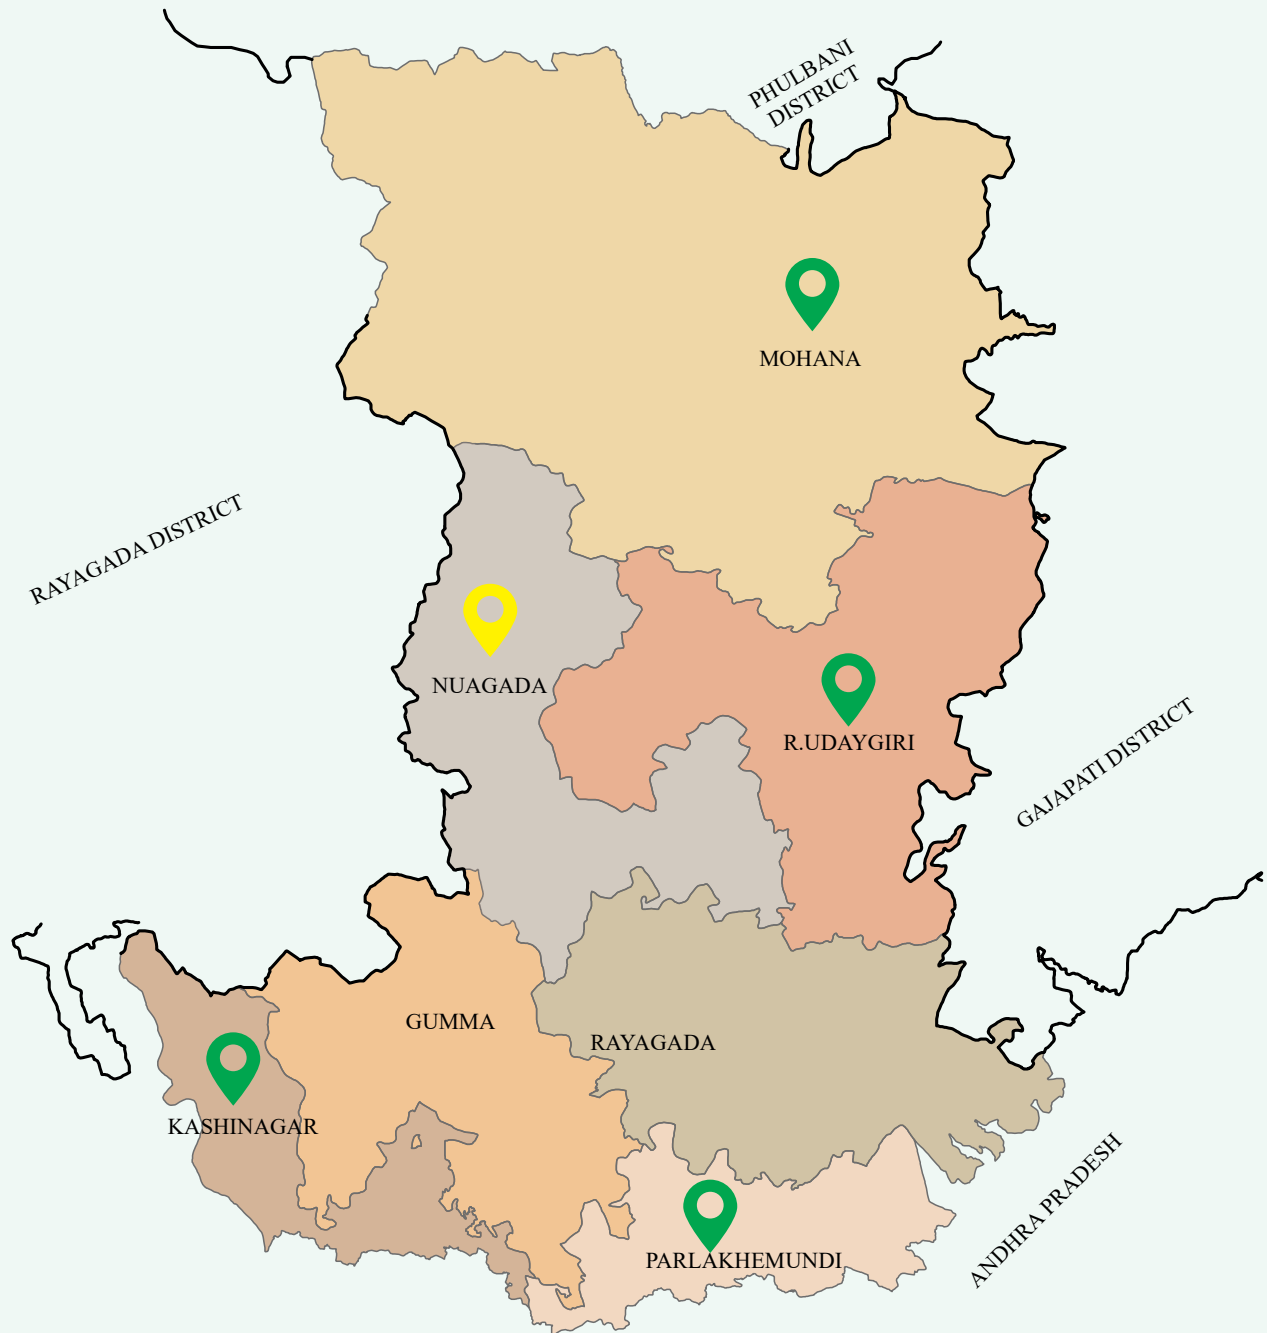 PHULBANI
DISTRICT
MOHANA
RAYAGADA DISTRICT
NUAGADA
R.UDAYGIRI
GAJAPATI DISTRICT
GUMMA
RAYAGADA
KASHINAGAR
ANDHRA PRADESH
PARLAKHEMUNDI